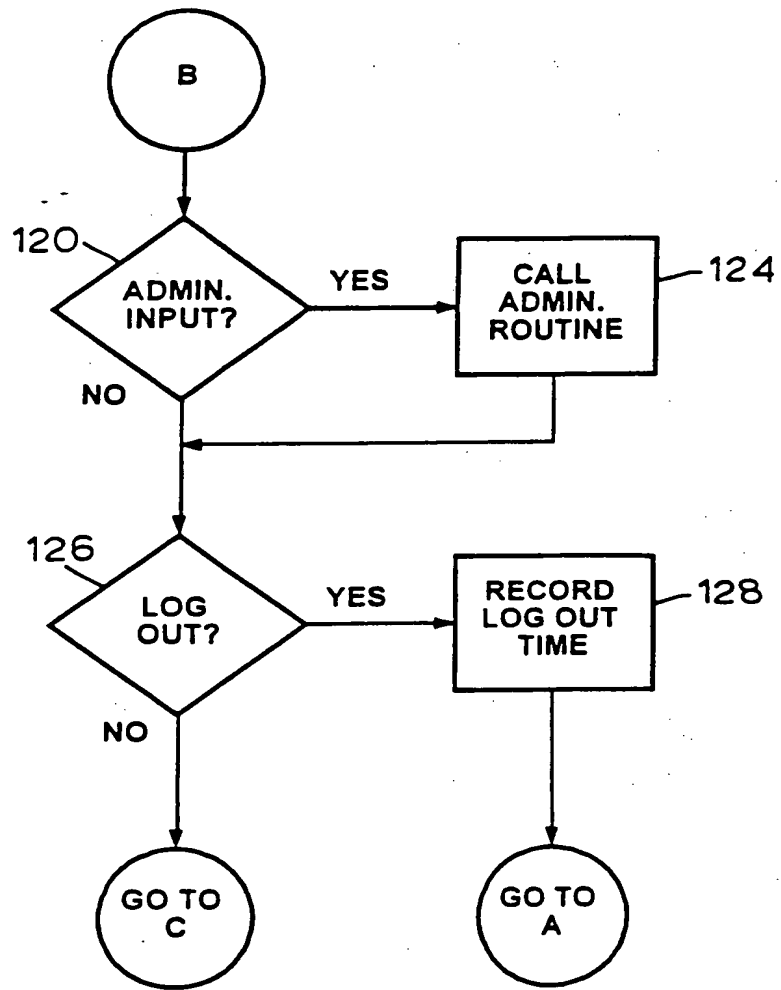 B
120
ADMIN.
INPUT?
YES
CALL
ADMIN.
ROUTINE
124
NO
126
LOG
OUT?
YES
RECORD
LOG OUT
TIME
128
NO
GO TO
C
GO TO
A